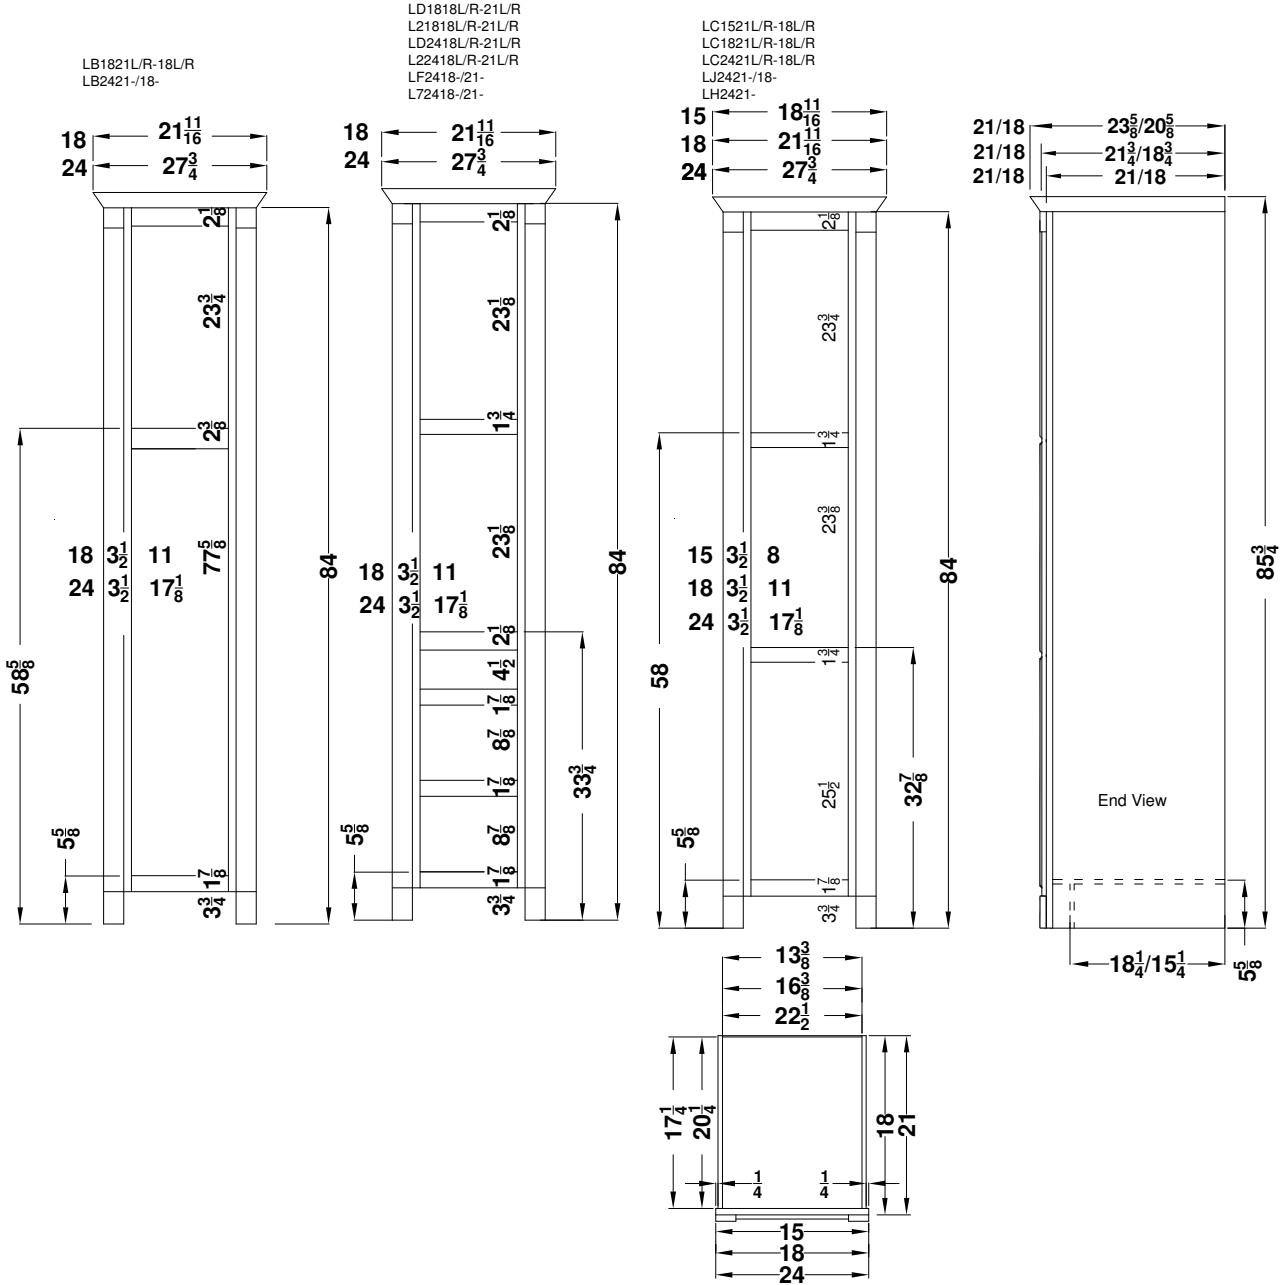 LB1821L/R-18L/R
LB2421-/18-
18 21 11/16
24 27 3/4
2 1/8
23 3/4
2 3/8
18 3 1/2 11
24 3 1/2 17 1/8
77 5/8
84
58 5/8
5 5/8
1 7/8
3 3/4
LD1818L/R-21L/R
L21818L/R-21L/R
LD2418L/R-21L/R
L22418L/R-21L/R
LF2418-/21-
L72418-/21-
18 21 11/16
24 27 3/4
2 1/8
23 1/8
1 3/4
23 1/8
18 3 1/2 11
24 3 1/2 17 1/8
84
2 1/8
4 1/2
1 7/8
8 7/8
33 3/4
1 7/8
8 7/8
5 5/8
1 7/8
3 3/4
LC1521L/R-18L/R
LC1821L/R-18L/R
LC2421L/R-18L/R
LJ2421-/18-
LH2421-
15 18 11/16
18 21 11/16
24 27 3/4
2 1/8
23 3/4
1 3/4
23 3/8
15 3 1/2 8
18 3 1/2 11
24 3 1/2 17 1/8
84
58
1 3/4
32 7/8
25 1/2
5 5/8
1 7/8
3 3/4
21/18 23 5/8/20 5/8
21/18 21 3/4/18 3/4
21/18 21/18
85 3/4
End View
18 1/4/15 1/4
5 5/8
13 3/8
16 3/8
22 1/2
17 1/4
20 1/4
18
21
1/4 1/4
15
18
24